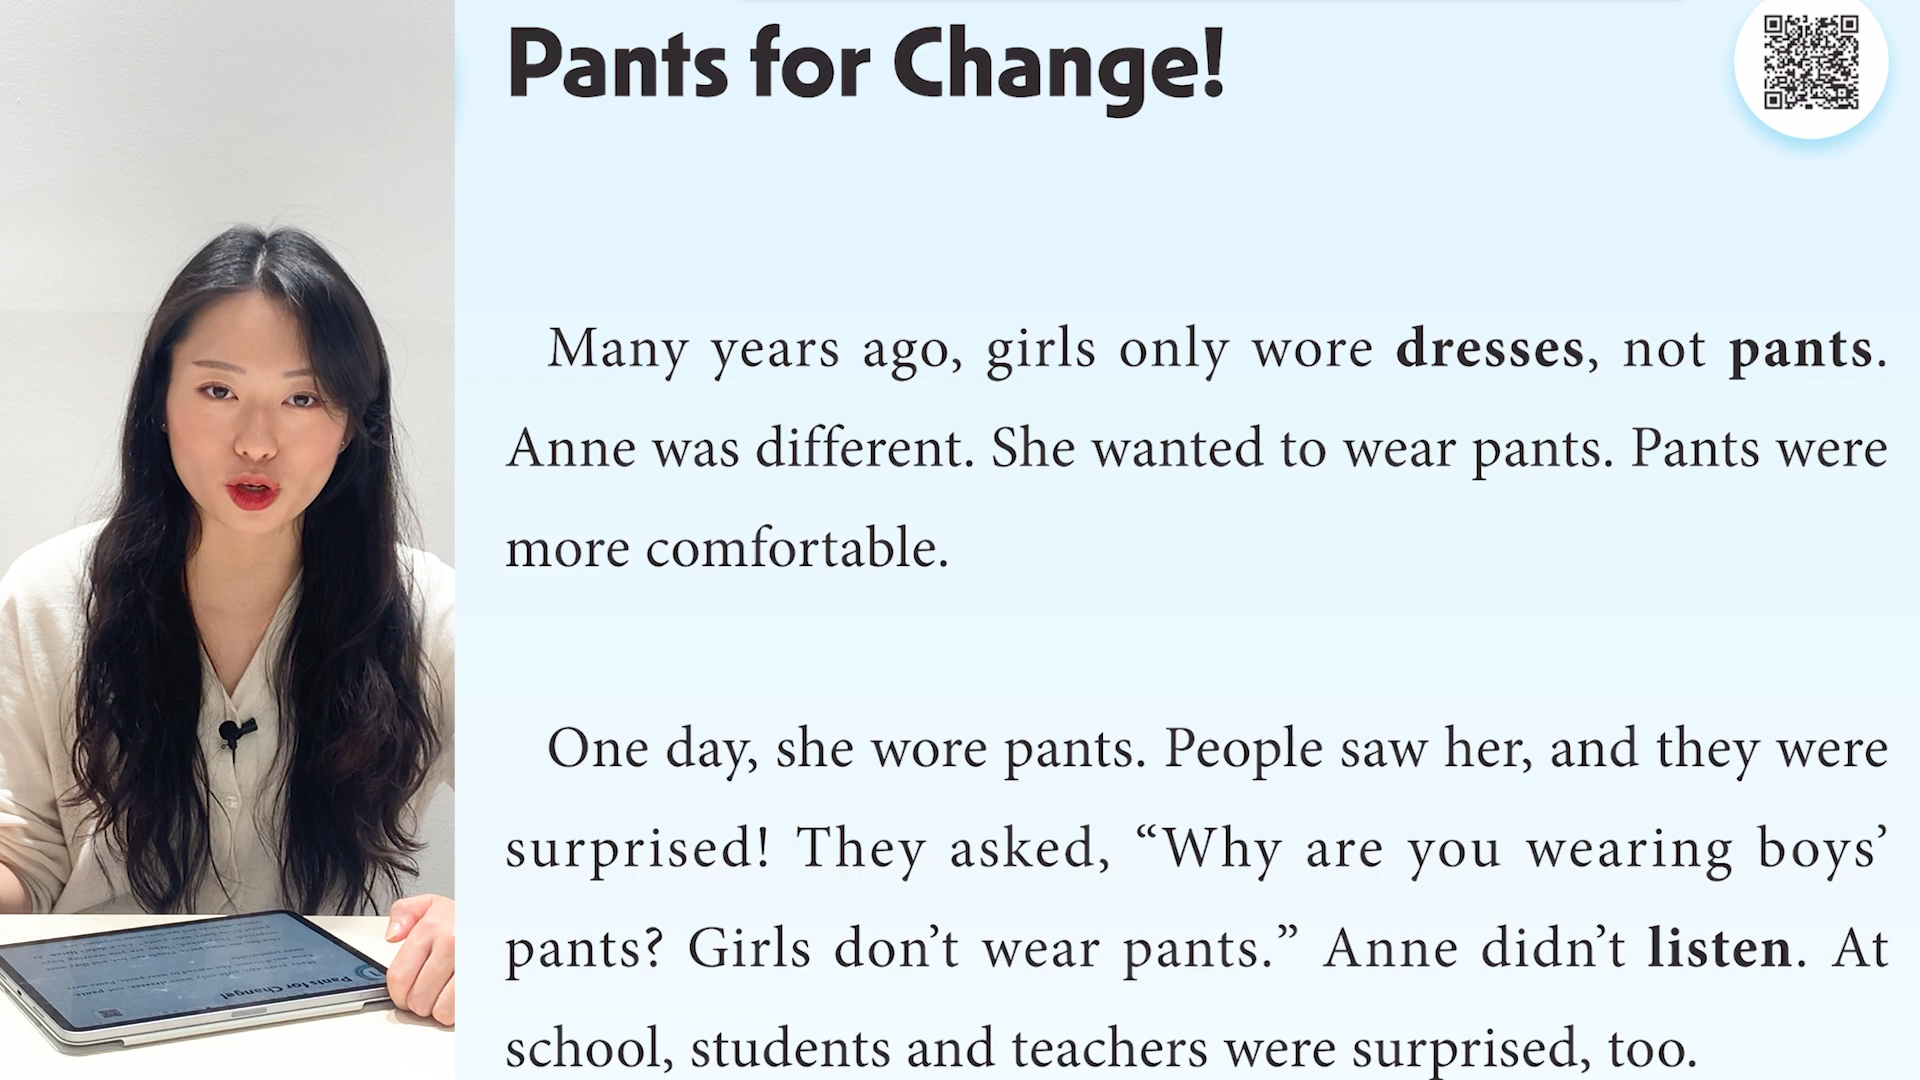 Pants for Change!
Many years ago, girls only wore dresses, not pants.
Anne was different. She wanted to wear pants. Pants were
more comfortable.
One day, she wore pants. People saw her, and they were
surprised! They asked, “Why are you wearing boys’
pants? Girls don’t wear pants.” Anne didn’t listen. At
school, students and teachers were surprised, too.
Pants for Change!